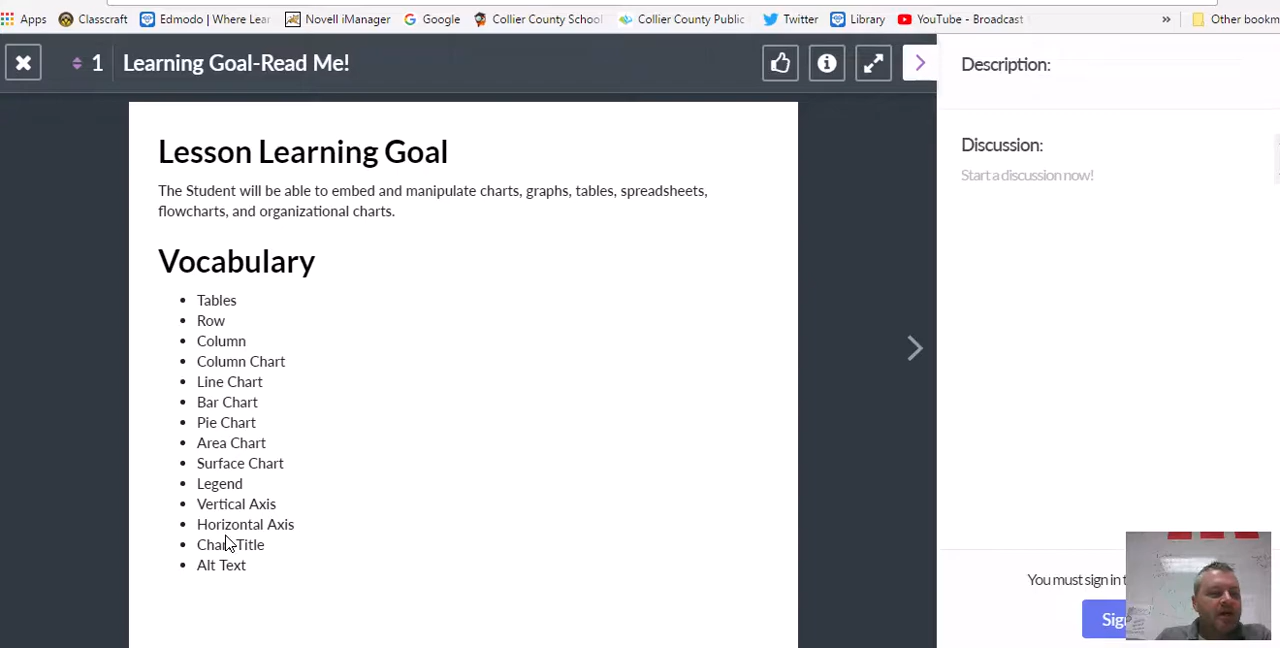 Apps Classcraft Edmodo | Where Lear Novell iManager Google Collier County School Collier County Public Twitter Library YouTube - Broadcast » Other bookm
1 Learning Goal-Read Me!
Description:
Lesson Learning Goal
Discussion:
Start a discussion now!
The Student will be able to embed and manipulate charts, graphs, tables, spreadsheets,
flowcharts, and organizational charts.
Vocabulary
• Tables
• Row
• Column
• Column Chart
• Line Chart
• Bar Chart
• Pie Chart
• Area Chart
• Surface Chart
• Legend
• Vertical Axis
• Horizontal Axis
• Chart Title
• Alt Text
You must sign in t
Sig